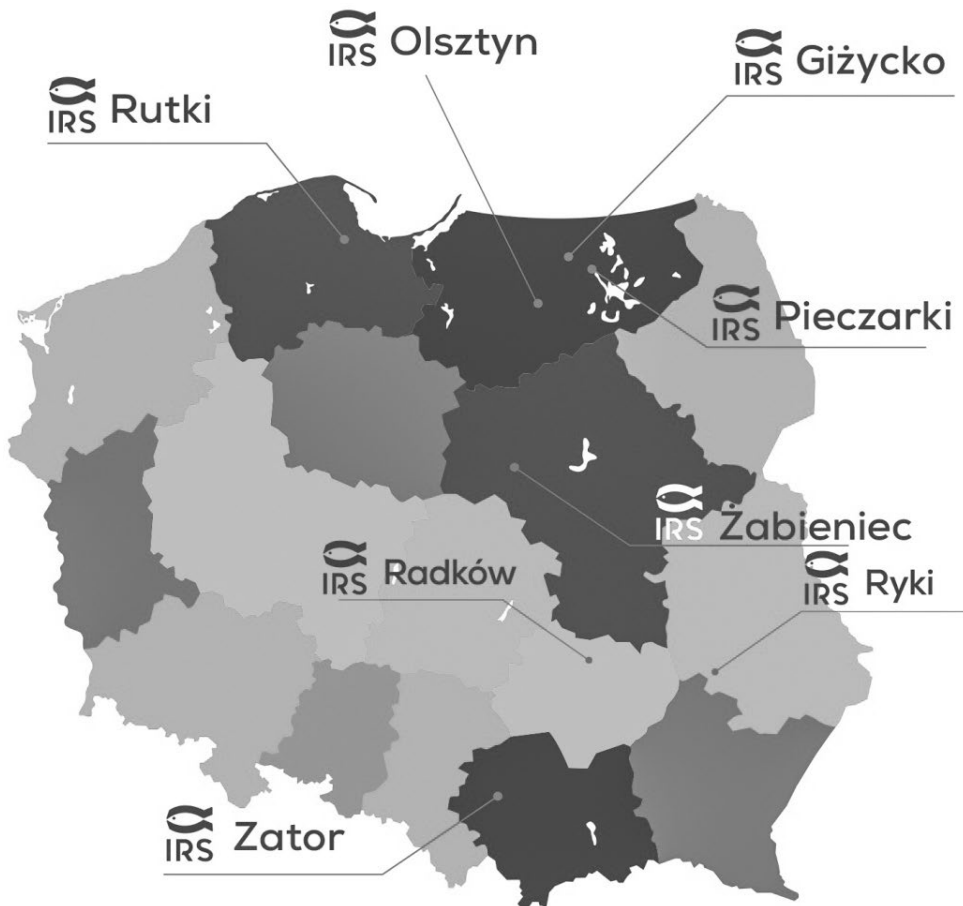 IRS Olsztyn
IRS Giżycko
IRS Rutki
IRS Pieczarki
IRS Żabieniec
IRS Radków
IRS Ryki
IRS Zator